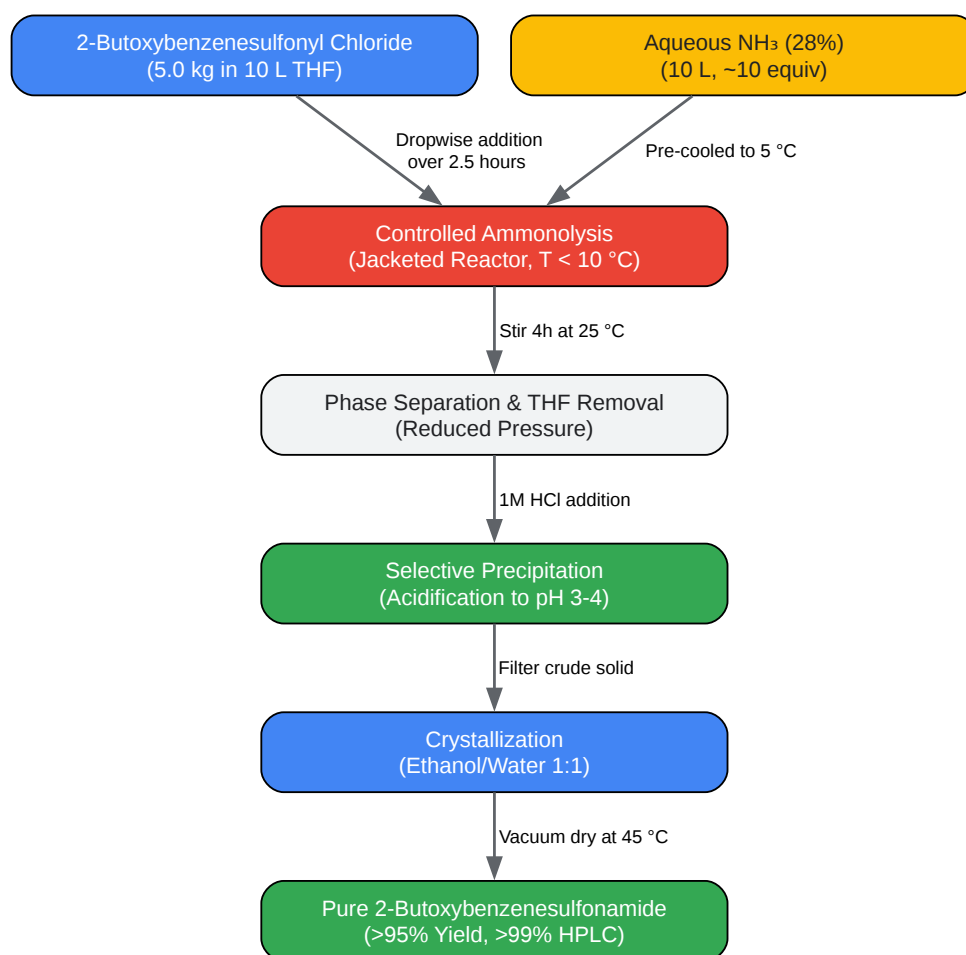 2-Butoxybenzenesulfonyl Chloride
(5.0 kg in 10 L THF)
Aqueous NH₃ (28%)
(10 L, ~10 equiv)
Dropwise addition
over 2.5 hours
Pre-cooled to 5 °C
Controlled Ammonolysis
(Jacketed Reactor, T < 10 °C)
Stir 4h at 25 °C
Phase Separation & THF Removal
(Reduced Pressure)
1M HCl addition
Selective Precipitation
(Acidification to pH 3-4)
Filter crude solid
Crystallization
(Ethanol/Water 1:1)
Vacuum dry at 45 °C
Pure 2-Butoxybenzenesulfonamide
(>95% Yield, >99% HPLC)